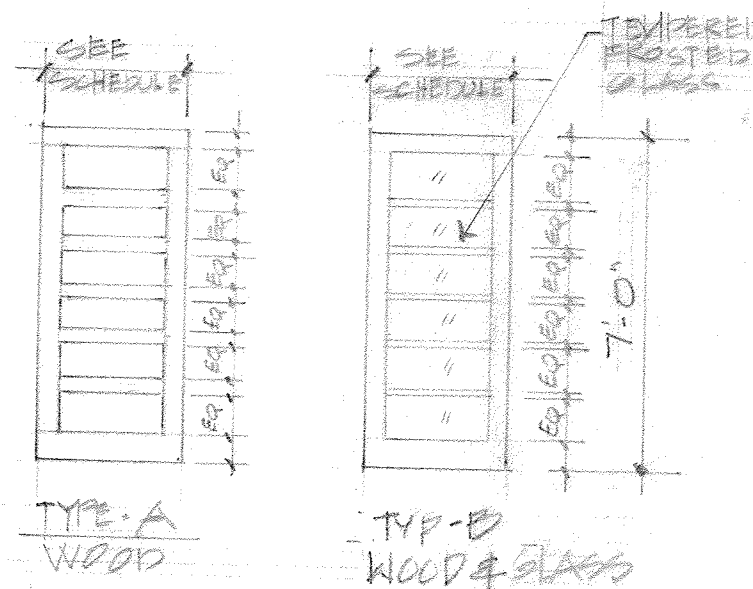 SEE
SCHEDULE
EQ
EQ
EQ
EQ
EQ
EQ
TYPE-A
WOOD
SEE
SCHEDULE
TEMPERED
FROSTED
GLASS
EQ
EQ
EQ
EQ
EQ
EQ
7'-0"
TYP-B
WOOD & GLASS